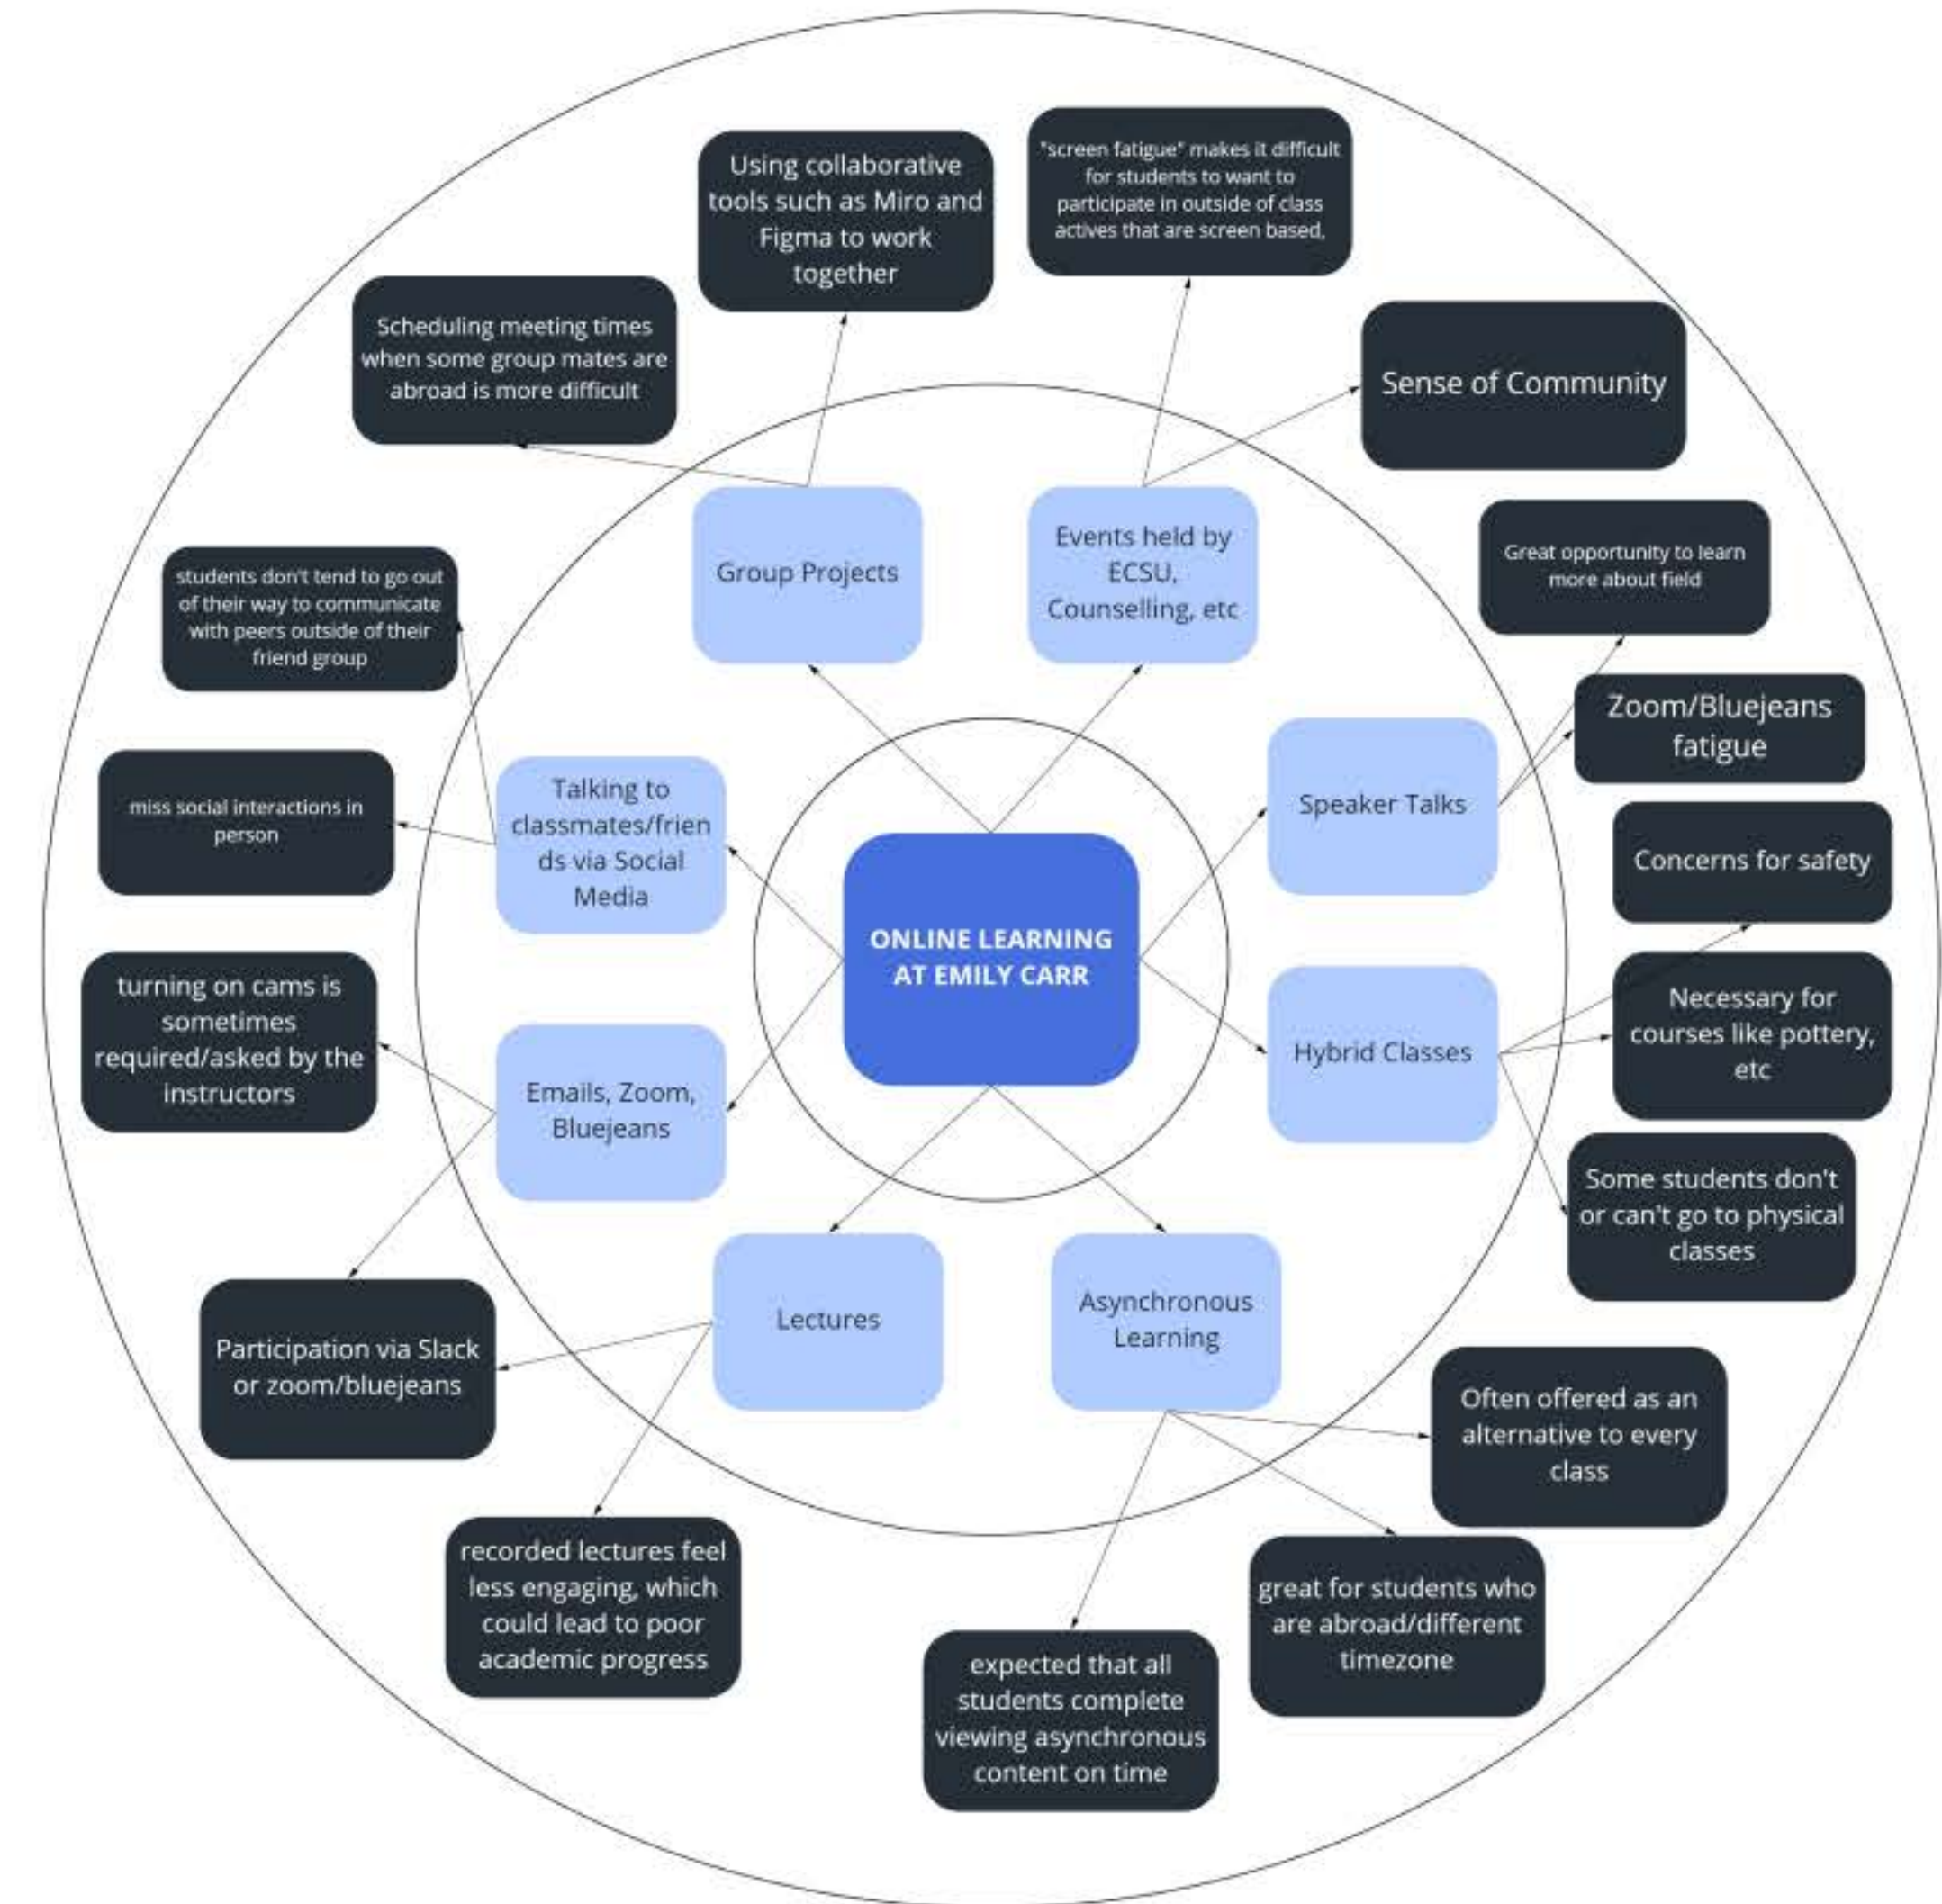 "screen fatigue" makes it difficult
for students to want to
participate in outside of class
actives that are screen based,
Using collaborative
tools such as Miro and
Figma to work
together
Scheduling meeting times
when some group mates are
abroad is more difficult
Sense of Community
Group Projects
Events held by
ECSU,
Counselling, etc
Great opportunity to learn
more about field
students don't tend to go out
of their way to communicate
with peers outside of their
friend group
Zoom/Bluejeans
fatigue
miss social interactions in
person
Talking to
classmates/frien
ds via Social
Media
Speaker Talks
Concerns for safety
ONLINE LEARNING
AT EMILY CARR
turning on cams is
sometimes
required/asked by the
instructors
Emails, Zoom,
Bluejeans
Hybrid Classes
Necessary for
courses like pottery,
etc
Some students don't
or can't go to physical
classes
Participation via Slack
or zoom/bluejeans
Lectures
Asynchronous
Learning
Often offered as an
alternative to every
class
recorded lectures feel
less engaging, which
could lead to poor
academic progress
great for students who
are abroad/different
timezone
expected that all
students complete
viewing asynchronous
content on time